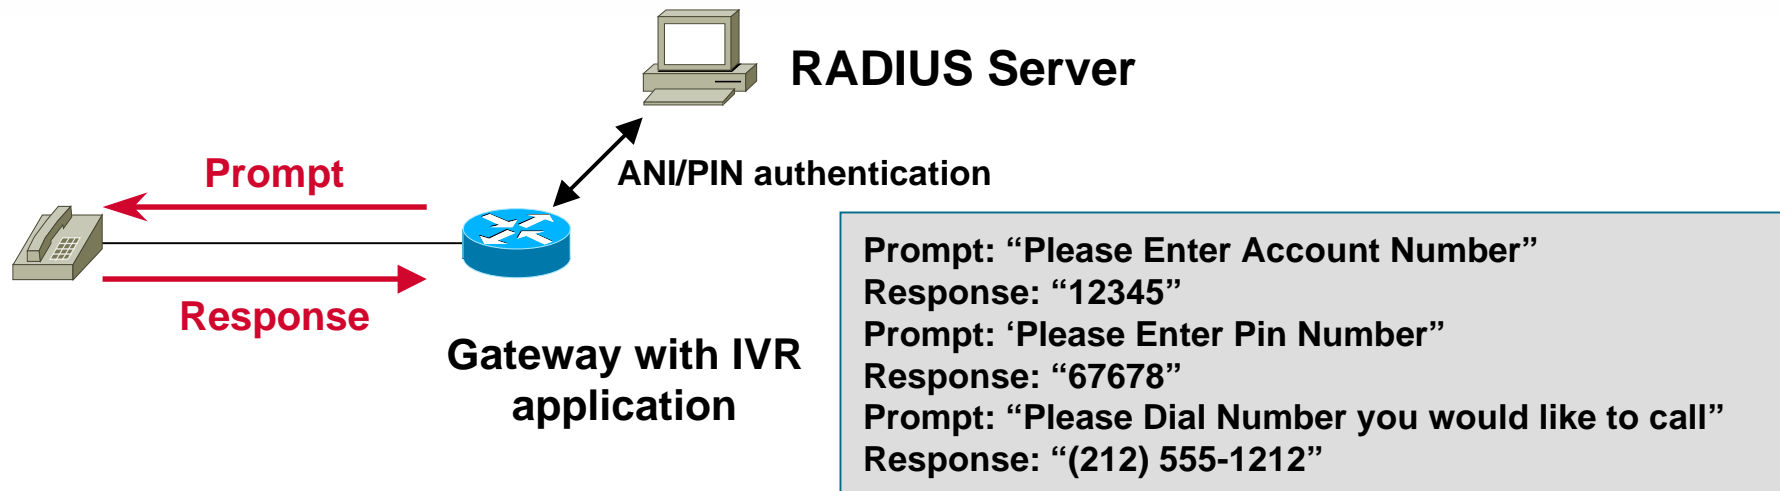 RADIUS Server
ANI/PIN authentication
Prompt
Response
Gateway with IVR
application
Prompt: “Please Enter Account Number”
Response: “12345”
Prompt: ‘Please Enter Pin Number”
Response: “67678”
Prompt: “Please Dial Number you would like to call”
Response: “(212) 555-1212”